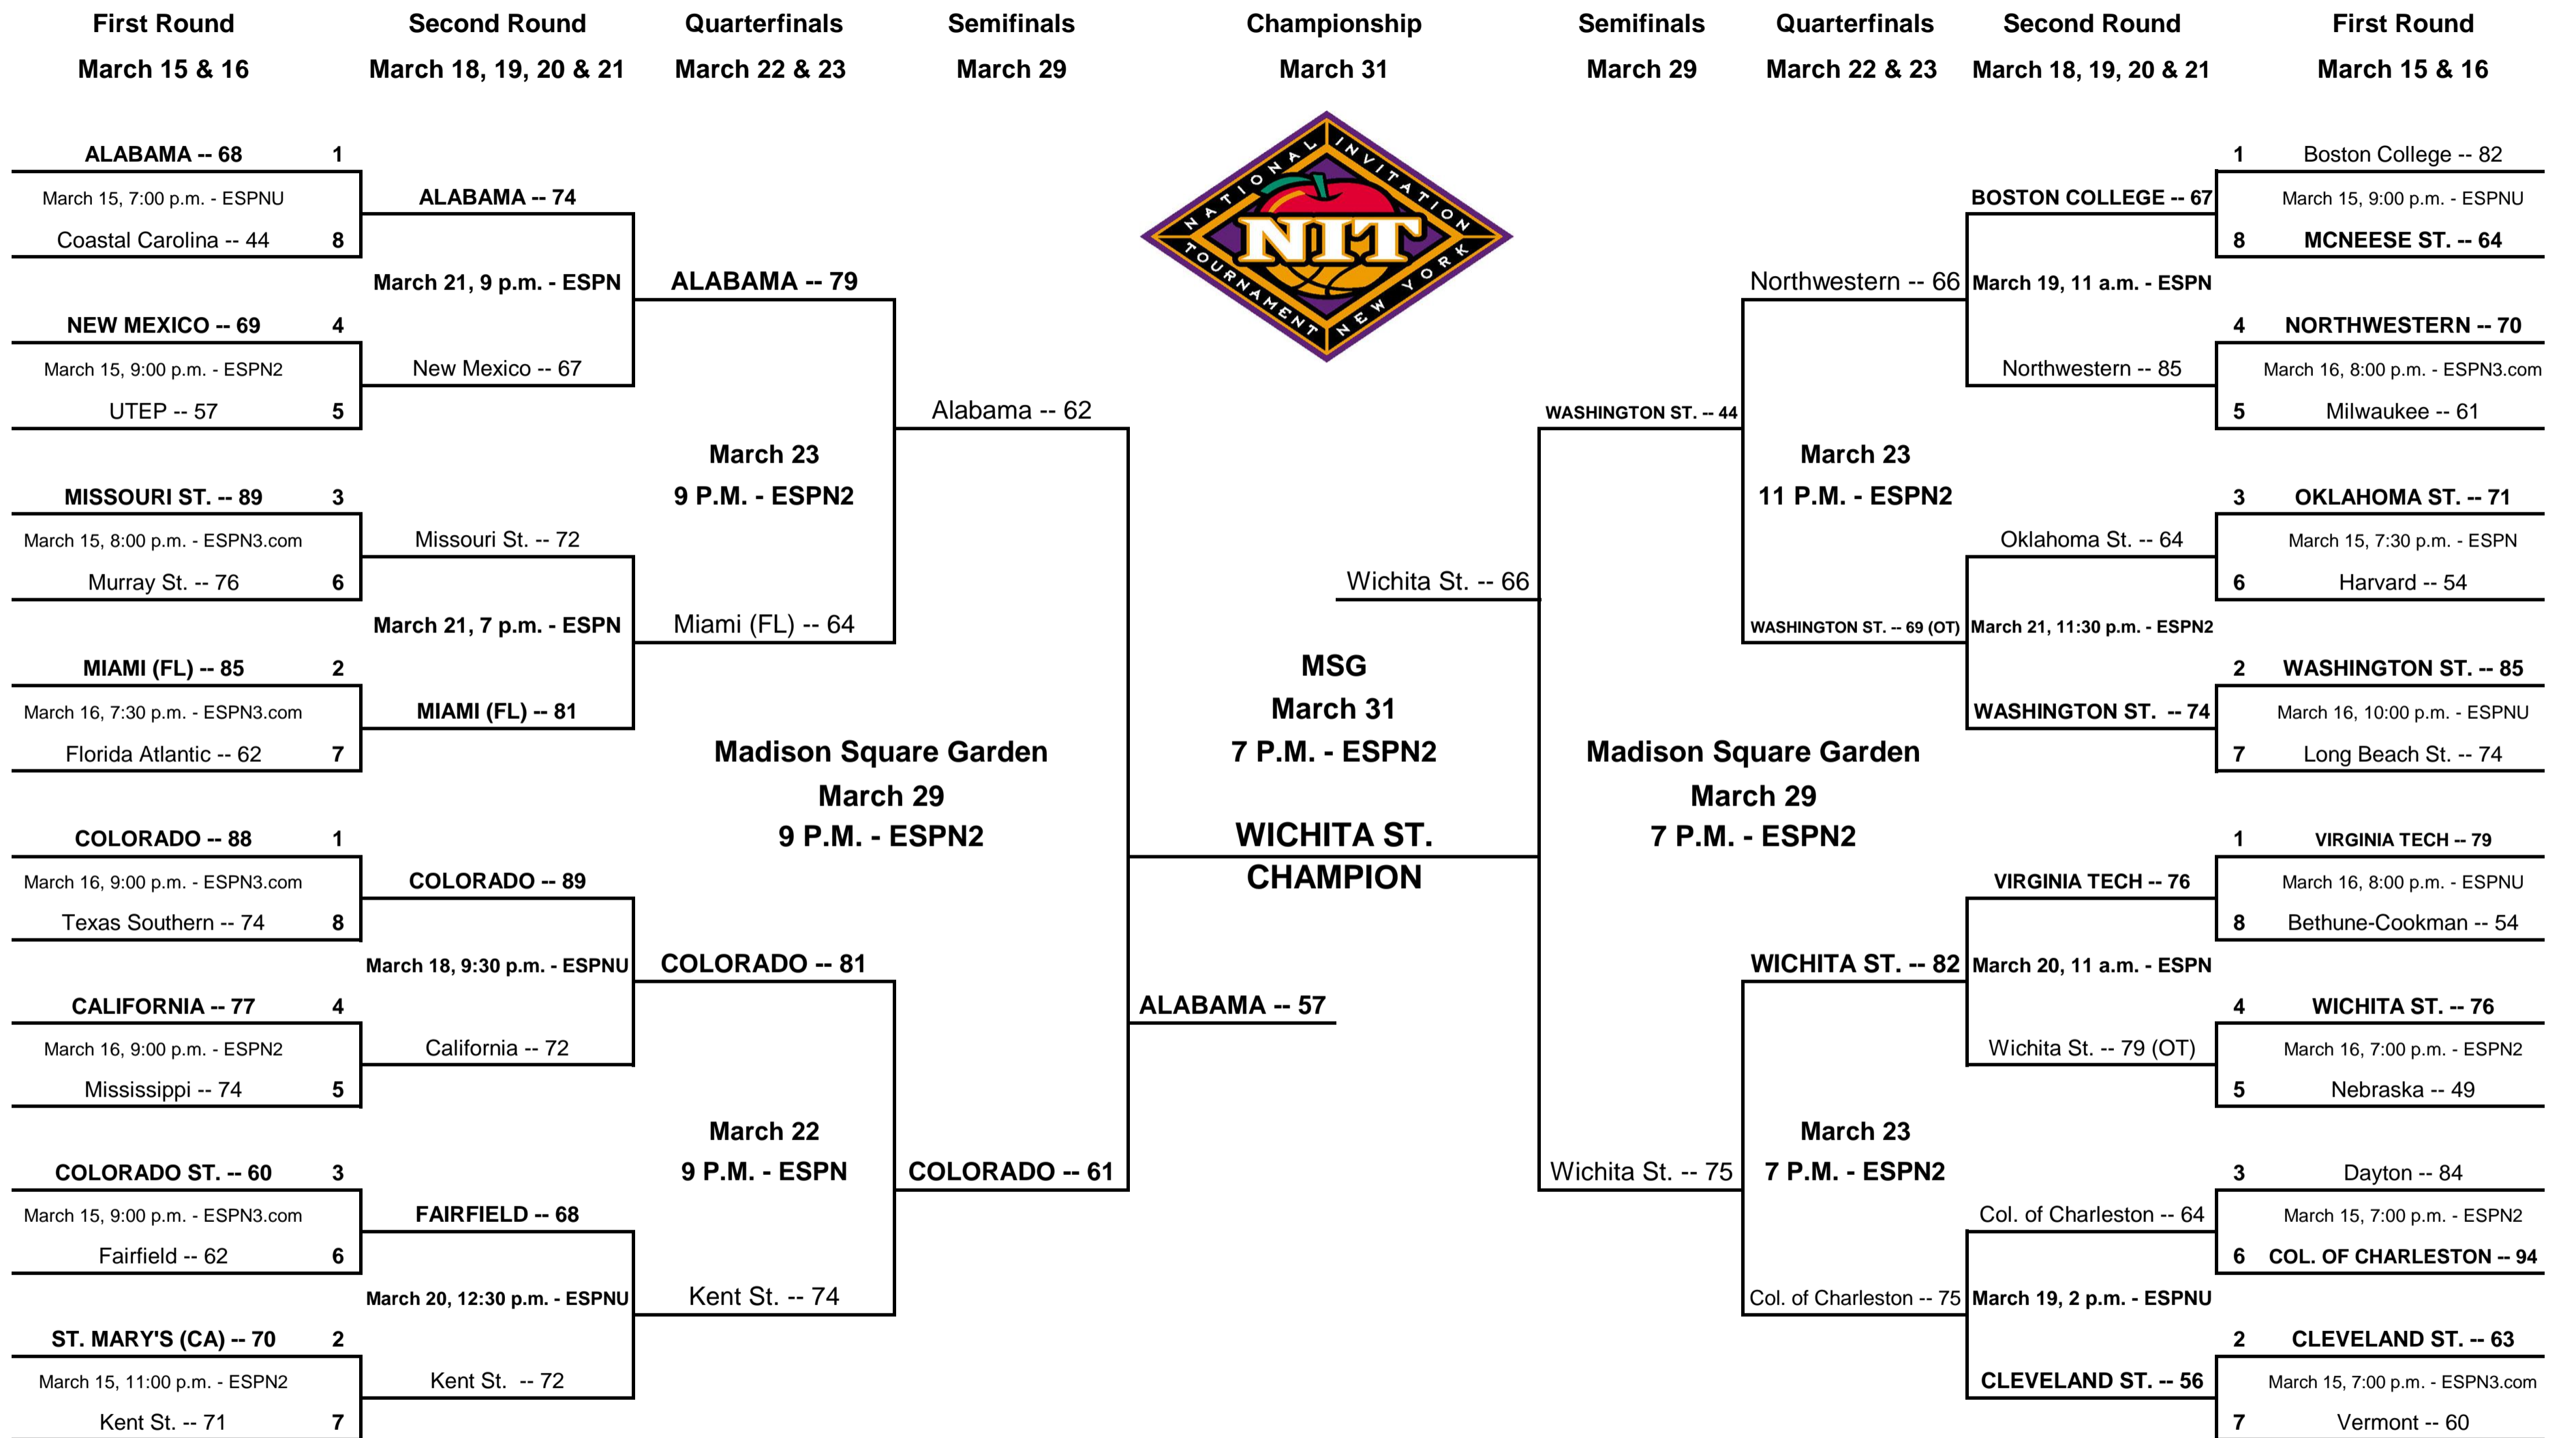 First Round
March 15 & 16
Second Round
March 18, 19, 20 & 21
Quarterfinals
March 22 & 23
Semifinals
March 29
Championship
March 31
Semifinals
March 29
Quarterfinals
March 22 & 23
Second Round
March 18, 19, 20 & 21
First Round
March 15 & 16
ALABAMA -- 68 1
March 15, 7:00 p.m. - ESPNU
Coastal Carolina -- 44 8
NEW MEXICO -- 69 4
March 15, 9:00 p.m. - ESPN2
UTEP -- 57 5
MISSOURI ST. -- 89 3
March 15, 8:00 p.m. - ESPN3.com
Murray St. -- 76 6
MIAMI (FL) -- 85 2
March 16, 7:30 p.m. - ESPN3.com
Florida Atlantic -- 62 7
COLORADO -- 88 1
March 16, 9:00 p.m. - ESPN3.com
Texas Southern -- 74 8
CALIFORNIA -- 77 4
March 16, 9:00 p.m. - ESPN2
Mississippi -- 74 5
COLORADO ST. -- 60 3
March 15, 9:00 p.m. - ESPN3.com
Fairfield -- 62 6
ST. MARY'S (CA) -- 70 2
March 15, 11:00 p.m. - ESPN2
Kent St. -- 71 7
ALABAMA -- 74
March 21, 9 p.m. - ESPN
New Mexico -- 67
Missouri St. -- 72
March 21, 7 p.m. - ESPN
MIAMI (FL) -- 81
COLORADO -- 89
March 18, 9:30 p.m. - ESPNU
California -- 72
FAIRFIELD -- 68
March 20, 12:30 p.m. - ESPNU
Kent St. -- 72
ALABAMA -- 79
March 23
9 P.M. - ESPN2
Miami (FL) -- 64
Madison Square Garden
March 29
9 P.M. - ESPN2
COLORADO -- 81
March 22
9 P.M. - ESPN
Kent St. -- 74
Alabama -- 62
COLORADO -- 61
NATIONAL INVITATION
NIT
TOURNAMENT NEW YORK
Wichita St. -- 66
MSG
March 31
7 P.M. - ESPN2
WICHITA ST.
CHAMPION
ALABAMA -- 57
WASHINGTON ST. -- 44
Wichita St. -- 75
Northwestern -- 66
March 23
11 P.M. - ESPN2
WASHINGTON ST. -- 69 (OT)
Madison Square Garden
March 29
7 P.M. - ESPN2
WICHITA ST. -- 82
March 23
7 P.M. - ESPN2
Col. of Charleston -- 75
BOSTON COLLEGE -- 67
March 19, 11 a.m. - ESPN
Northwestern -- 85
Oklahoma St. -- 64
March 21, 11:30 p.m. - ESPN2
WASHINGTON ST. -- 74
VIRGINIA TECH -- 76
March 20, 11 a.m. - ESPN
Wichita St. -- 79 (OT)
Col. of Charleston -- 64
March 19, 2 p.m. - ESPNU
CLEVELAND ST. -- 56
1 Boston College -- 82
March 15, 9:00 p.m. - ESPNU
8 MCNEESE ST. -- 64
4 NORTHWESTERN -- 70
March 16, 8:00 p.m. - ESPN3.com
5 Milwaukee -- 61
3 OKLAHOMA ST. -- 71
March 15, 7:30 p.m. - ESPN
6 Harvard -- 54
2 WASHINGTON ST. -- 85
March 16, 10:00 p.m. - ESPNU
7 Long Beach St. -- 74
1 VIRGINIA TECH -- 79
March 16, 8:00 p.m. - ESPNU
8 Bethune-Cookman -- 54
4 WICHITA ST. -- 76
March 16, 7:00 p.m. - ESPN2
5 Nebraska -- 49
3 Dayton -- 84
March 15, 7:00 p.m. - ESPN2
6 COL. OF CHARLESTON -- 94
2 CLEVELAND ST. -- 63
March 15, 7:00 p.m. - ESPN3.com
7 Vermont -- 60